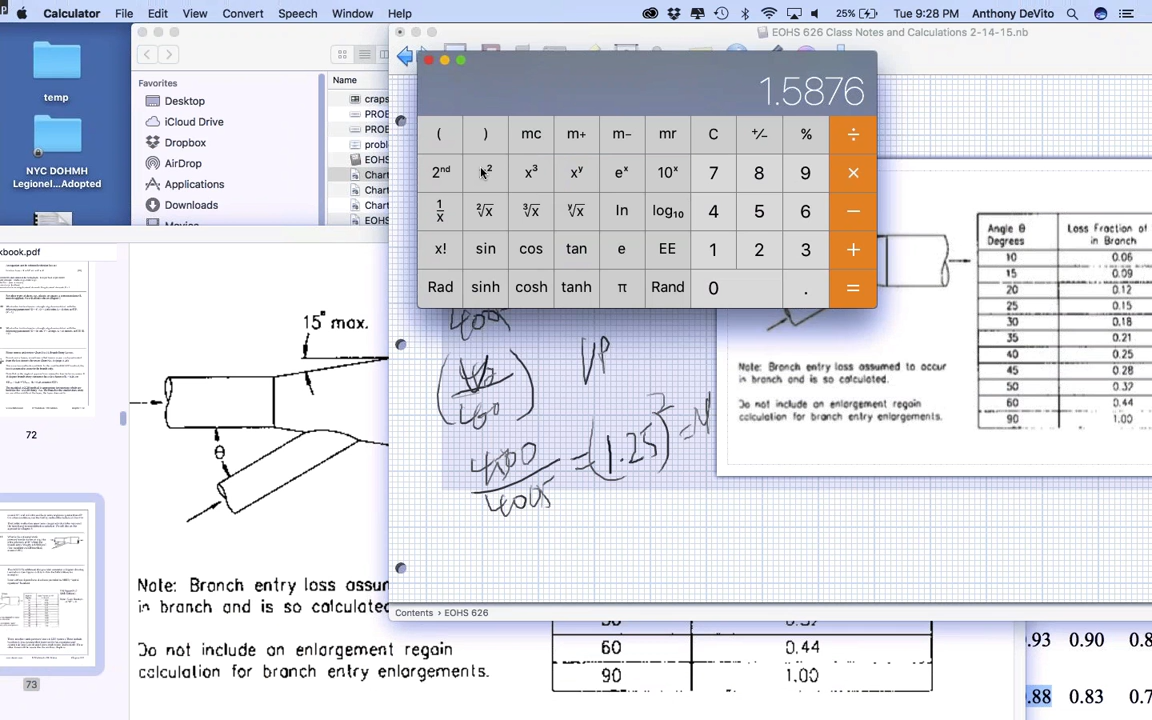 Calculator File Edit View Convert Speech Window Help 25% Tue 9:28 PM Anthony DeVito
EOHS 626 Class Notes and Calculations 2-14-15.nb
temp
NYC DOHMH
Legionel...Adopted
Favorites
Desktop
iCloud Drive
Dropbox
AirDrop
Applications
Downloads
Name
craps
PROB
PROB
proble
EOHS
Chart
Chart
Chart
EOHS
1.5876
( ) mc m+ m- mr C +/- % ÷
2nd x2 x3 xy ex 10x 7 8 9 ×
1/x 2√x 3√x y√x ln log10 4 5 6 −
x! sin cos tan e EE 1 2 3 +
Rad sinh cosh tanh π Rand 0 . =
kbook.pdf
72
73
15° max.
θ
4005
VP
4005
= (1.25)2 =
Angle θ Loss Fraction of
Degrees in Branch
10 0.06
15 0.09
20 0.12
25 0.15
30 0.18
35 0.21
40 0.25
45 0.28
50 0.32
60 0.44
90 1.00
Note: Branch entry loss assumed to occur
in branch and is so calculated.
Do not include an enlargement regain
calculation for branch entry enlargements.
Contents › EOHS 626
Note: Branch entry loss assu
in branch and is so calculated
Do not include an enlargement regain
calculation for branch entry enlargements.
60 0.44
90 1.00
.93 0.90 0.8
.88 0.83 0.7